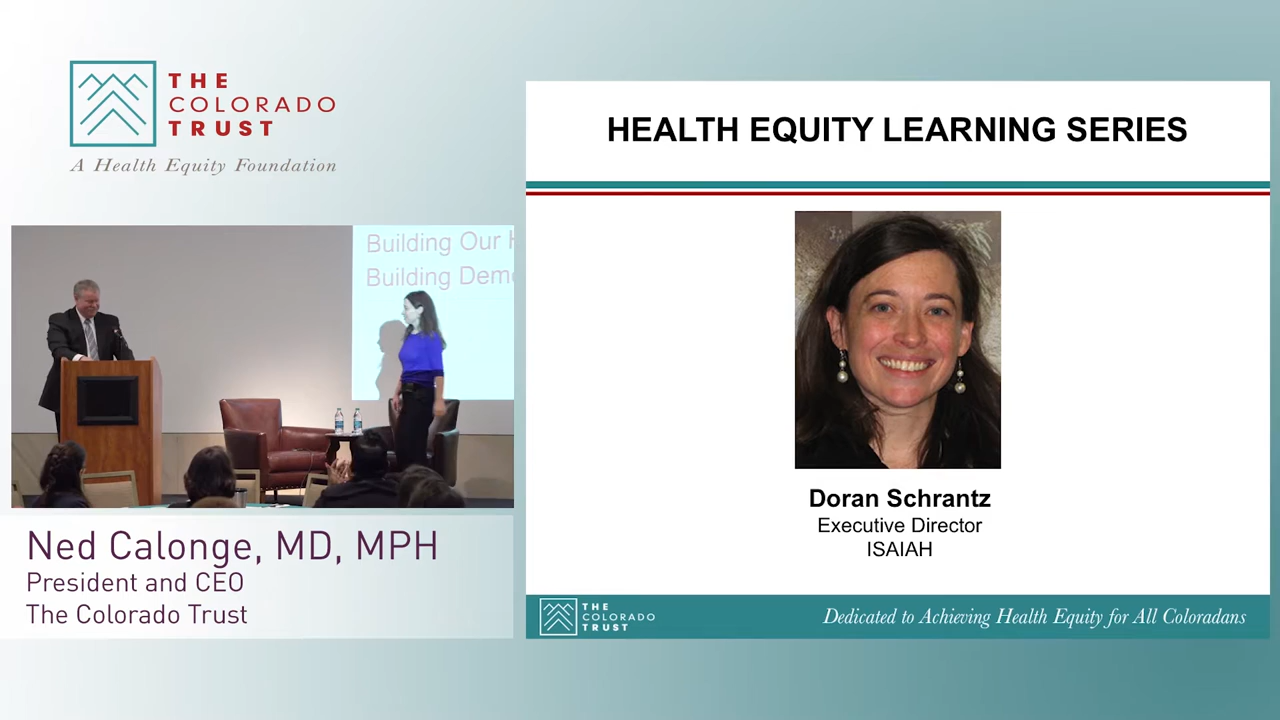 THE
COLORADO
TRUST
A Health Equity Foundation
Building Our
Building
Ned Calonge, MD, MPH
President and CEO
The Colorado Trust
HEALTH EQUITY LEARNING SERIES
Doran Schrantz
Executive Director
ISAIAH
THE
COLORADO
TRUST
Dedicated to Achieving Health Equity for All Coloradans